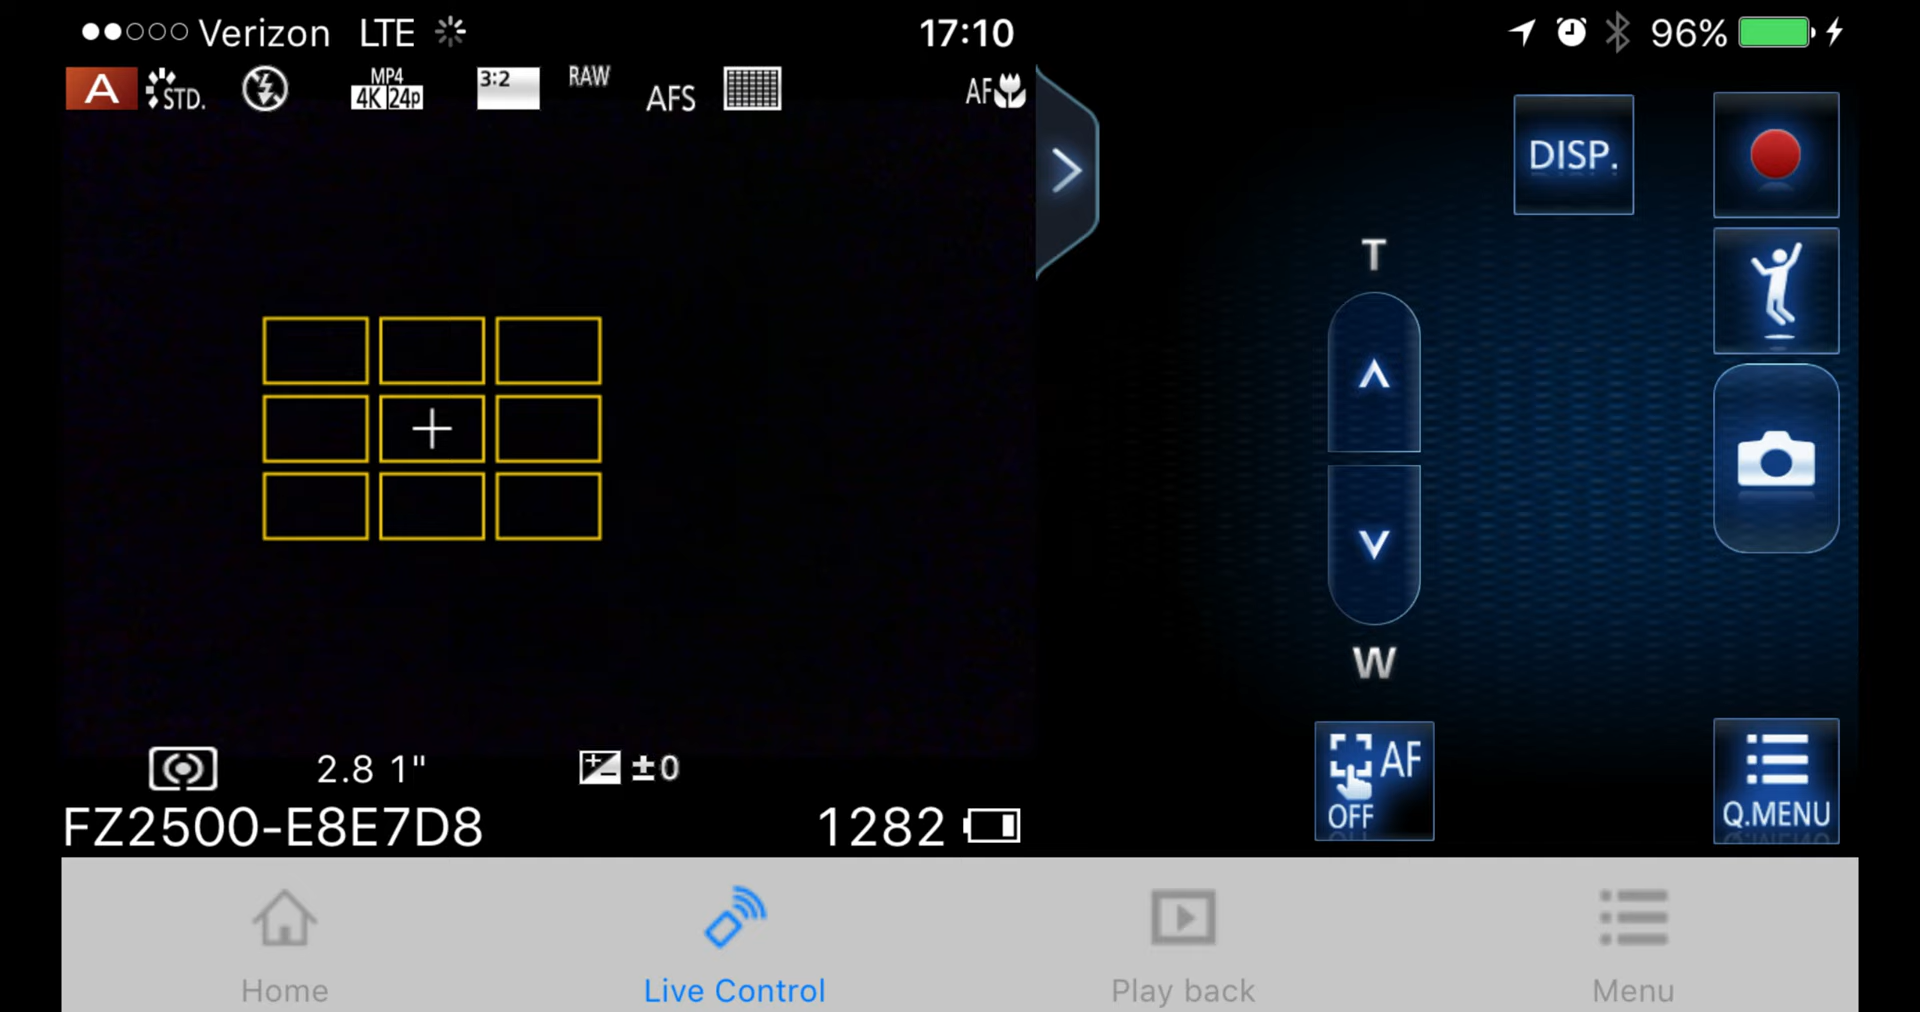 Verizon LTE 17:10 96%
A STD. MP4 4K 24p 3:2 RAW AFS AF
DISP.
T
W
2.8 1" ±0
AF OFF
Q.MENU
FZ2500-E8E7D8 1282
Home Live Control Play back Menu